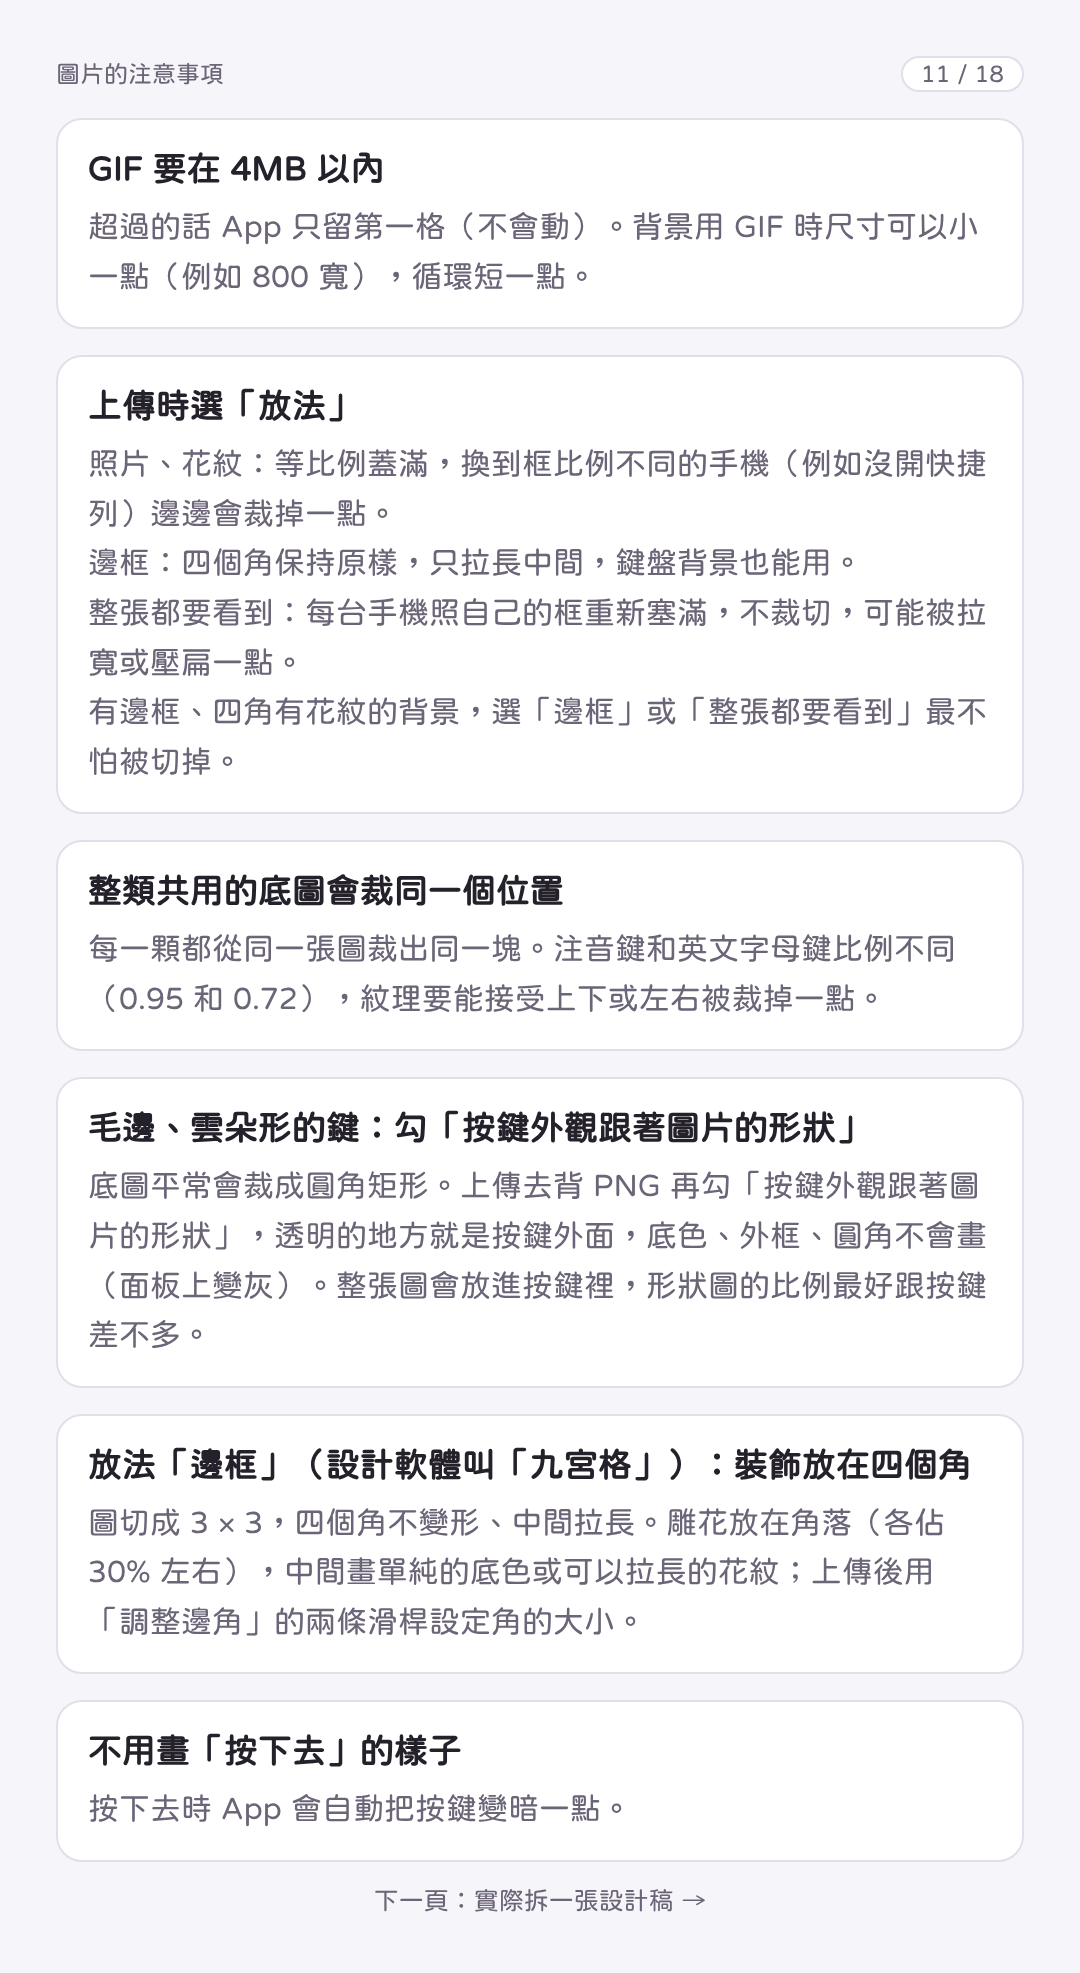 圖片的注意事項
11 / 18
GIF 要在 4MB 以內
超過的話 App 只留第一格（不會動）。背景用 GIF 時尺寸可以小
一點（例如 800 寬），循環短一點。
上傳時選「放法」
照片、花紋：等比例蓋滿，換到框比例不同的手機（例如沒開快捷
列）邊邊會裁掉一點。
邊框：四個角保持原樣，只拉長中間，鍵盤背景也能用。
整張都要看到：每台手機照自己的框重新塞滿，不裁切，可能被拉
寬或壓扁一點。
有邊框、四角有花紋的背景，選「邊框」或「整張都要看到」最不
怕被切掉。
整類共用的底圖會裁同一個位置
每一顆都從同一張圖裁出同一塊。注音鍵和英文字母鍵比例不同
（0.95 和 0.72），紋理要能接受上下或左右被裁掉一點。
毛邊、雲朵形的鍵：勾「按鍵外觀跟著圖片的形狀」
底圖平常會裁成圓角矩形。上傳去背 PNG 再勾「按鍵外觀跟著圖
片的形狀」，透明的地方就是按鍵外面，底色、外框、圓角不會畫
（面板上變灰）。整張圖會放進按鍵裡，形狀圖的比例最好跟按鍵
差不多。
放法「邊框」（設計軟體叫「九宮格」）：裝飾放在四個角
圖切成 3 × 3，四個角不變形、中間拉長。雕花放在角落（各佔
30% 左右），中間畫單純的底色或可以拉長的花紋；上傳後用
「調整邊角」的兩條滑桿設定角的大小。
不用畫「按下去」的樣子
按下去時 App 會自動把按鍵變暗一點。
下一頁：實際拆一張設計稿 →